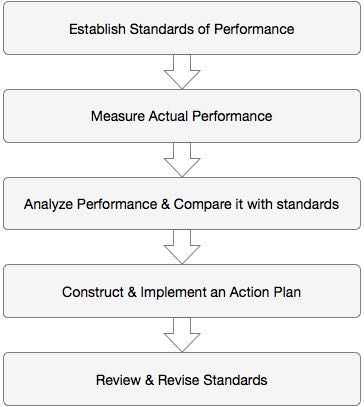 Establish Standards of Performance
Measure Actual Performance
Analyze Performance & Compare it with standards
Construct & Implement an Action Plan
Review & Revise Standards